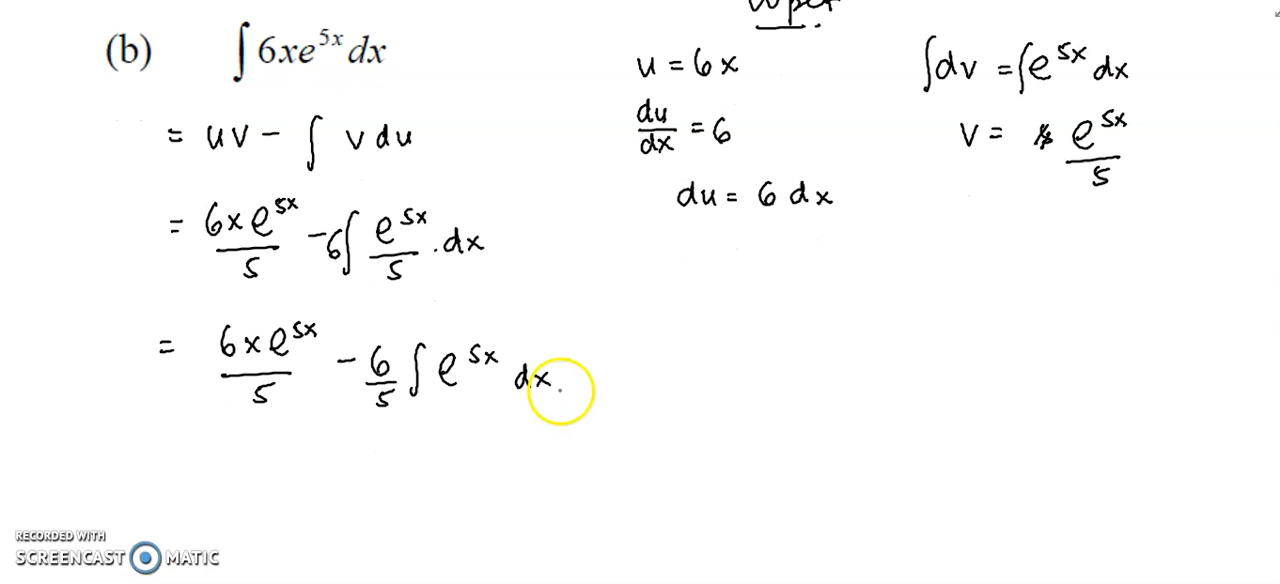 (b) ∫ 6xe^{5x} dx
= uv - ∫ v du
= 6xe^{5x}/5 - 6∫ e^{5x}/5 . dx
= 6xe^{5x}/5 - 6/5 ∫ e^{5x} dx
u = 6x
du/dx = 6
du = 6 dx
∫dv = ∫e^{5x} dx
v = e^{5x}/5
RECORDED WITH
SCREENCAST MATIC